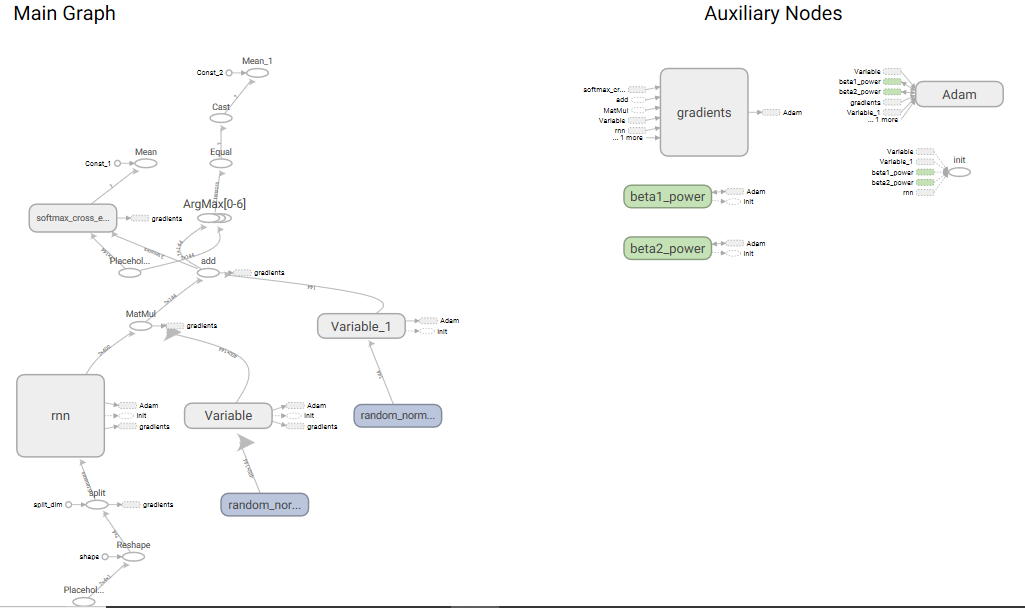 Main Graph
Auxiliary Nodes
Mean_1
Const_2
Cast
Equal
Mean
Const_1
ArgMax[0-6]
softmax_cross_e...
gradients
Placehol...
add
gradients
MatMul
gradients
Variable_1
Adam
init
rnn
Adam
init
gradients
Variable
Adam
init
gradients
random_norm...
random_nor...
split
split_dim
gradients
Reshape
shape
Placehol...
softmax_cr...
add
MatMul
Variable
rnn
... 1 more
gradients
Adam
Variable
beta1_power
beta2_power
gradients
Variable_1
... 1 more
Adam
Variable
Variable_1
beta1_power
beta2_power
rnn
init
beta1_power
Adam
init
beta2_power
Adam
init